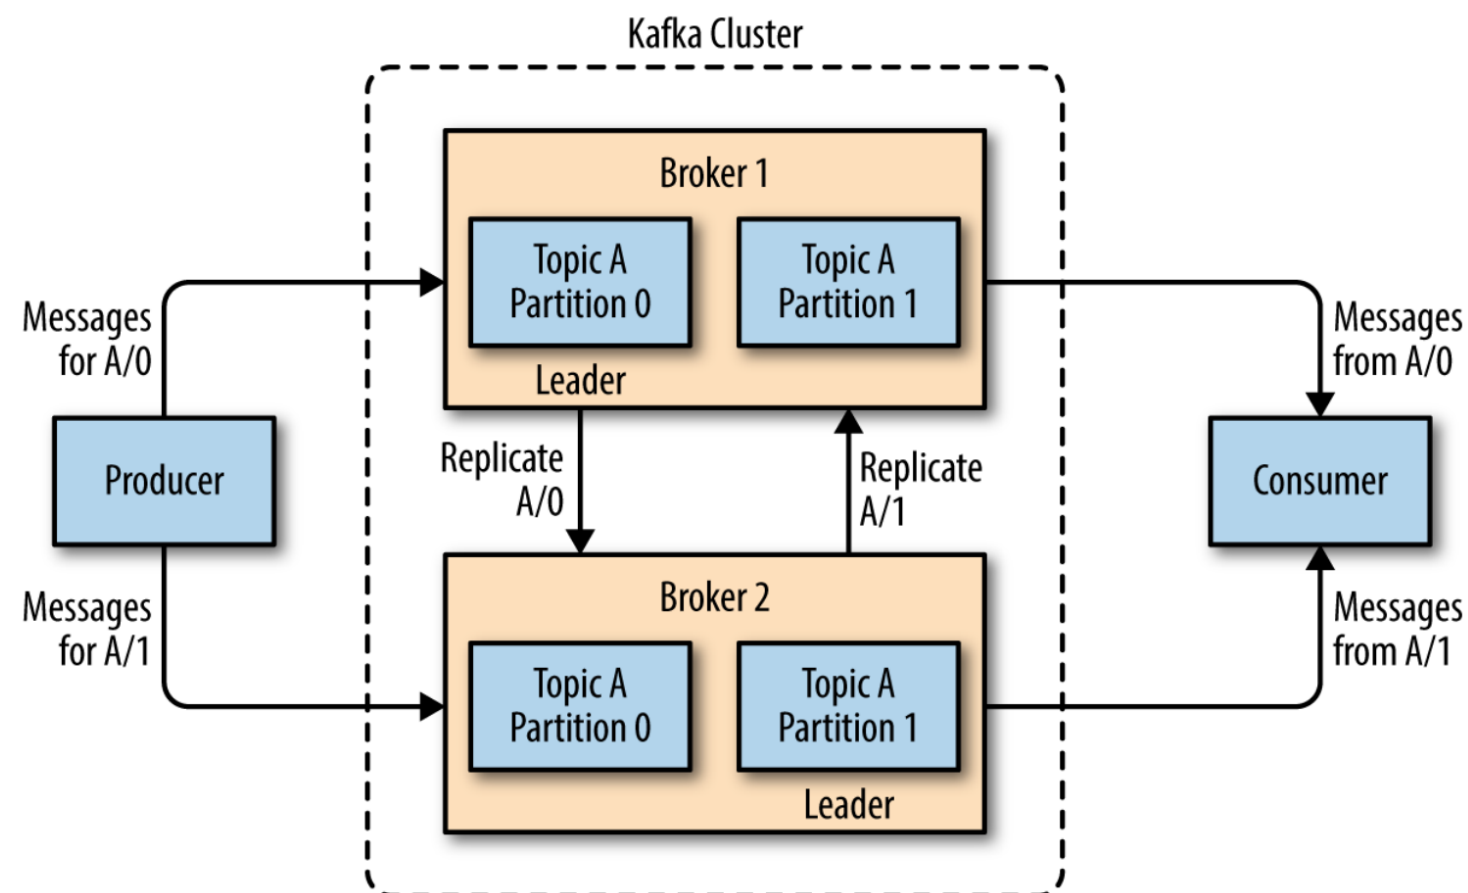 Kafka Cluster
Broker 1
Topic A
Partition 0
Topic A
Partition 1
Leader
Messages
for A/0
Messages
from A/0
Producer
Replicate
A/0
Replicate
A/1
Consumer
Messages
for A/1
Messages
from A/1
Broker 2
Topic A
Partition 0
Topic A
Partition 1
Leader